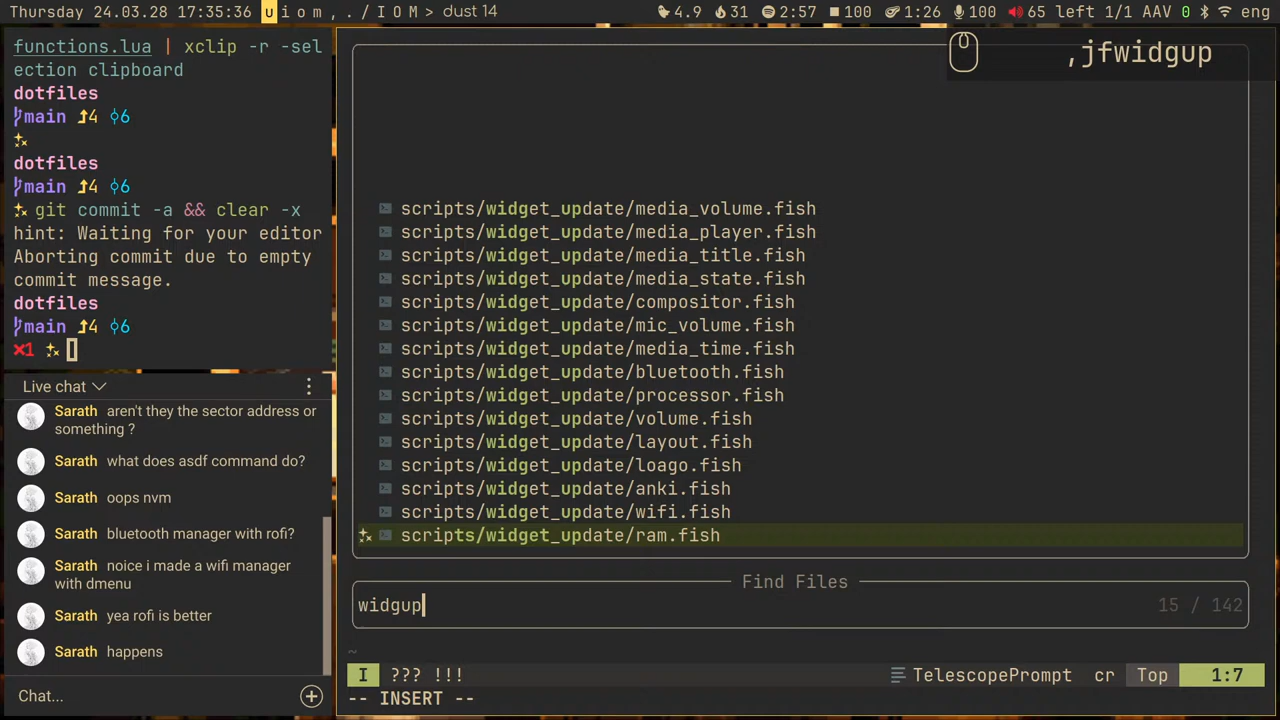 Thursday 24.03.28 17:35:36 u i o m , . / I O M > dust 14 4.9 31 2:57 100 1:26 100 65 left 1/1 AAV 0 eng
functions.lua | xclip -r -sel
ection clipboard
dotfiles
main 4 6
dotfiles
main 4 6
git commit -a && clear -x
hint: Waiting for your editor
Aborting commit due to empty
commit message.
dotfiles
main 4 6
×1
Live chat
Sarath aren't they the sector address or
something ?
Sarath what does asdf command do?
Sarath oops nvm
Sarath bluetooth manager with rofi?
Sarath noice i made a wifi manager
with dmenu
Sarath yea rofi is better
Sarath happens
Chat...
,jfwidgup
scripts/widget_update/media_volume.fish
scripts/widget_update/media_player.fish
scripts/widget_update/media_title.fish
scripts/widget_update/media_state.fish
scripts/widget_update/compositor.fish
scripts/widget_update/mic_volume.fish
scripts/widget_update/media_time.fish
scripts/widget_update/bluetooth.fish
scripts/widget_update/processor.fish
scripts/widget_update/volume.fish
scripts/widget_update/layout.fish
scripts/widget_update/loago.fish
scripts/widget_update/anki.fish
scripts/widget_update/wifi.fish
scripts/widget_update/ram.fish
Find Files
widgup 15 / 142
~
I ??? !!! TelescopePrompt cr Top 1:7
-- INSERT --